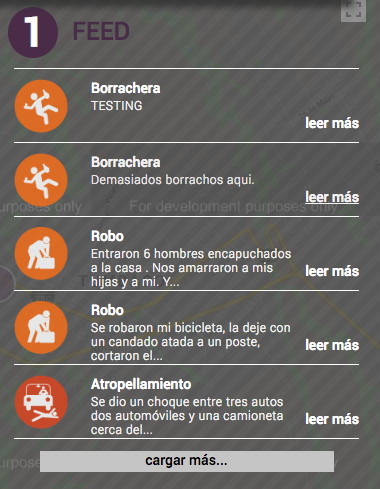 1 FEED
Borrachera
TESTING
leer más
Borrachera
Demasiados borrachos aqui.
leer más
urposes only
For development purposes only
Robo
Entraron 6 hombres encapuchados
a la casa . Nos amarraron a mis
hijas y a mi. Y...
leer más
Robo
Se robaron mi bicicleta, la deje con
un candado atada a un poste,
cortaron el...
leer más
Atropellamiento
Se dio un choque entre tres autos
dos automóviles y una camioneta
cerca del...
leer más
cargar más...